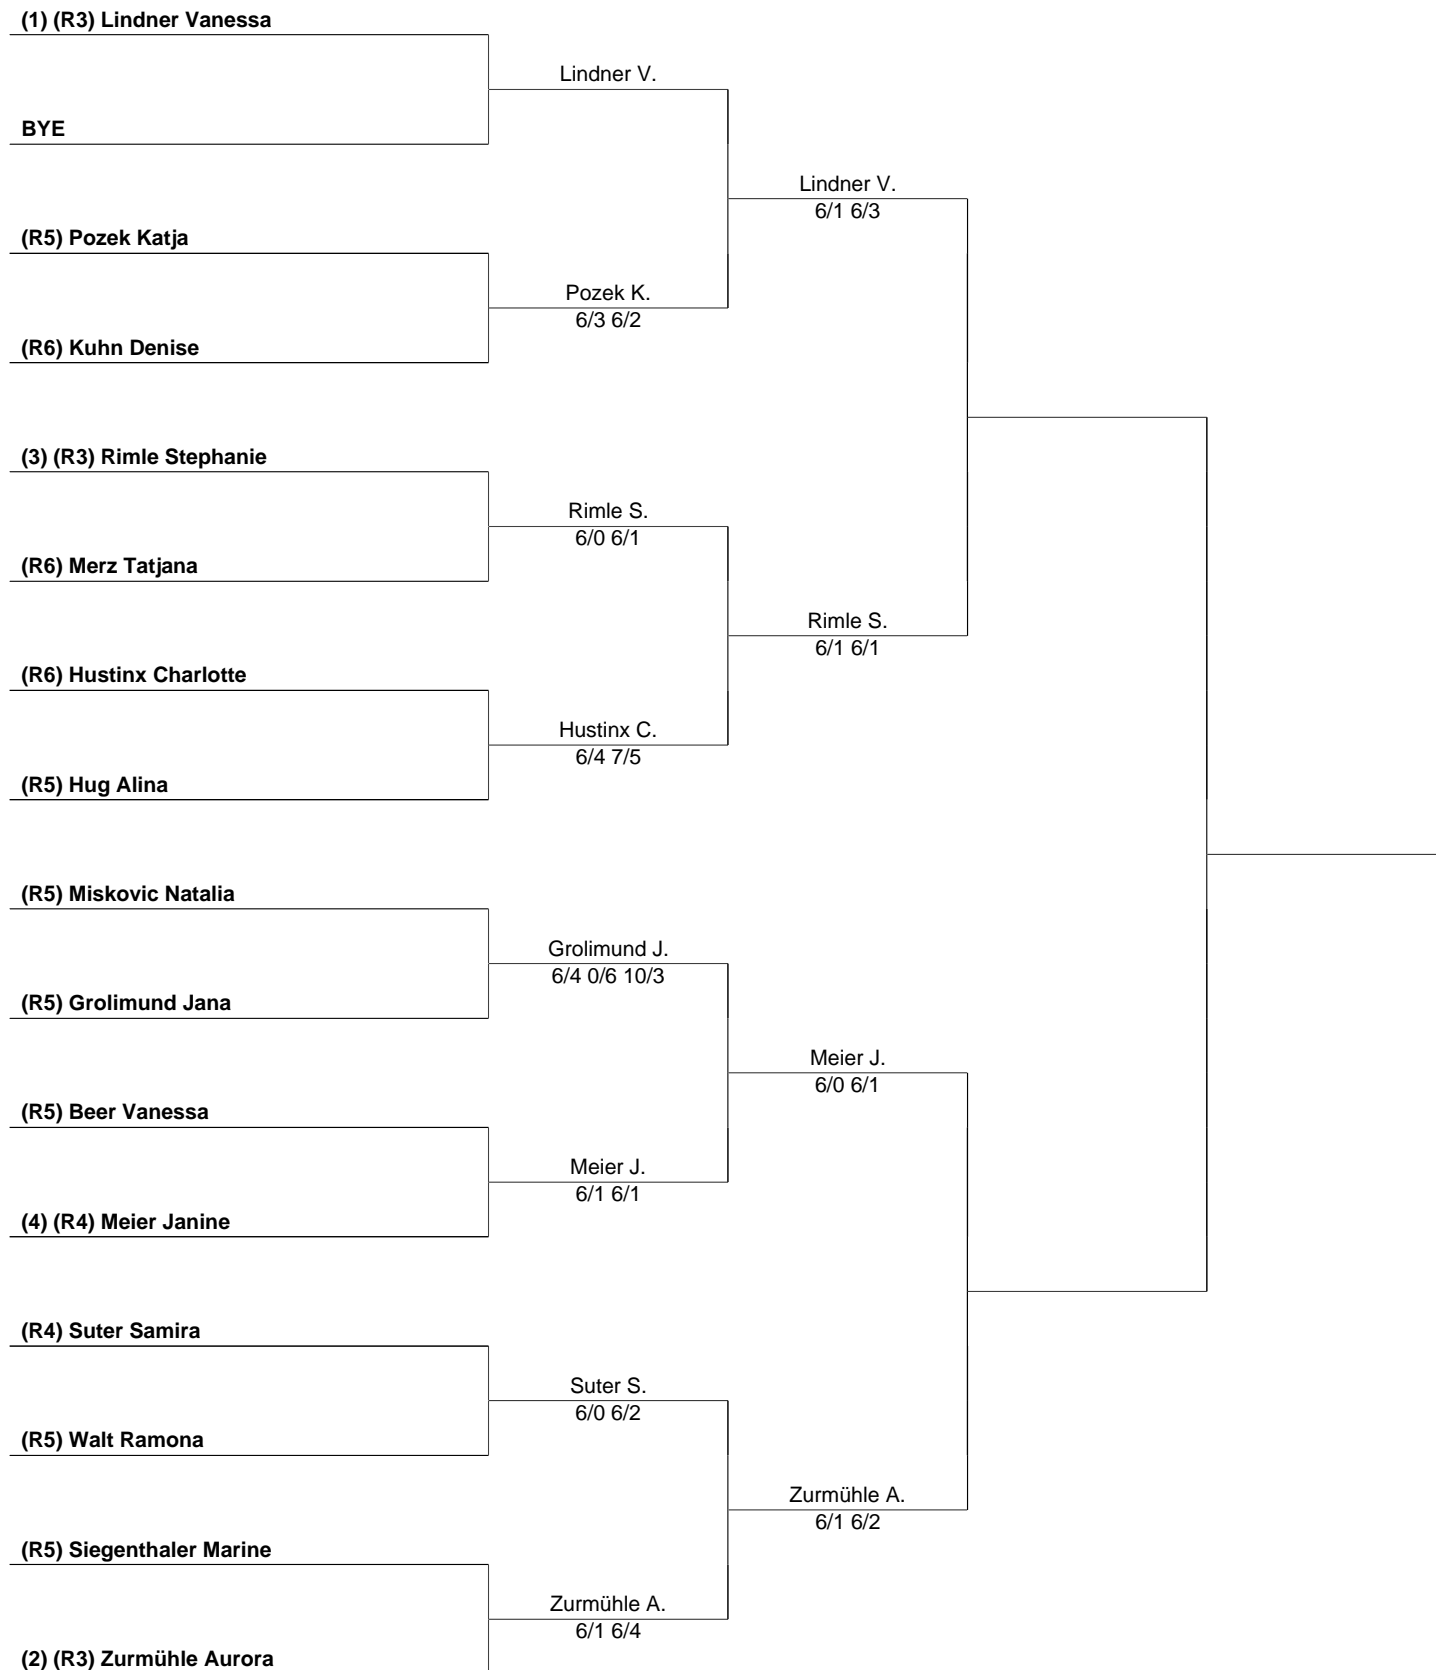 (1) (R3) Lindner Vanessa
Lindner V.
BYE
Lindner V.
6/1 6/3
(R5) Pozek Katja
Pozek K.
6/3 6/2
(R6) Kuhn Denise
(3) (R3) Rimle Stephanie
Rimle S.
6/0 6/1
(R6) Merz Tatjana
Rimle S.
6/1 6/1
(R6) Hustinx Charlotte
Hustinx C.
6/4 7/5
(R5) Hug Alina
(R5) Miskovic Natalia
Grolimund J.
6/4 0/6 10/3
(R5) Grolimund Jana
Meier J.
6/0 6/1
(R5) Beer Vanessa
Meier J.
6/1 6/1
(4) (R4) Meier Janine
(R4) Suter Samira
Suter S.
6/0 6/2
(R5) Walt Ramona
Zurmühle A.
6/1 6/2
(R5) Siegenthaler Marine
Zurmühle A.
6/1 6/4
(2) (R3) Zurmühle Aurora